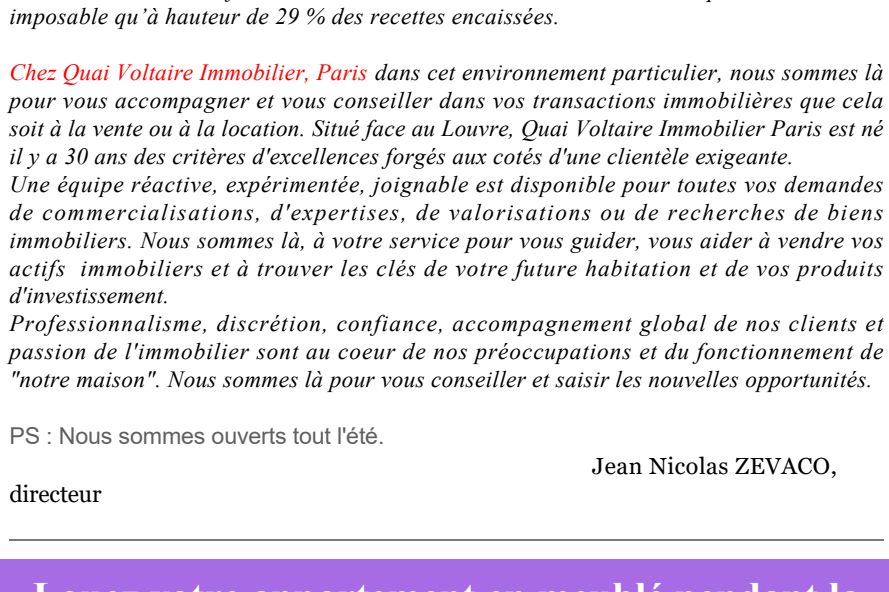 imposable qu’à hauteur de 29 % des recettes encaissées.
Chez Quai Voltaire Immobilier, Paris dans cet environnement particulier, nous sommes là
pour vous accompagner et vous conseiller dans vos transactions immobilières que cela
soit à la vente ou à la location. Situé face au Louvre, Quai Voltaire Immobilier Paris est né
il y a 30 ans des critères d'excellences forgés aux cotés d'une clientèle exigeante.
Une équipe réactive, expérimentée, joignable est disponible pour toutes vos demandes
de commercialisations, d'expertises, de valorisations ou de recherches de biens
immobiliers. Nous sommes là, à votre service pour vous guider, vous aider à vendre vos
actifs immobiliers et à trouver les clés de votre future habitation et de vos produits
d'investissement.
Professionnalisme, discrétion, confiance, accompagnement global de nos clients et
passion de l'immobilier sont au coeur de nos préoccupations et du fonctionnement de
"notre maison". Nous sommes là pour vous conseiller et saisir les nouvelles opportunités.
PS : Nous sommes ouverts tout l'été.
Jean Nicolas ZEVACO,
directeur
Louez votre appartement en meublé pendant la